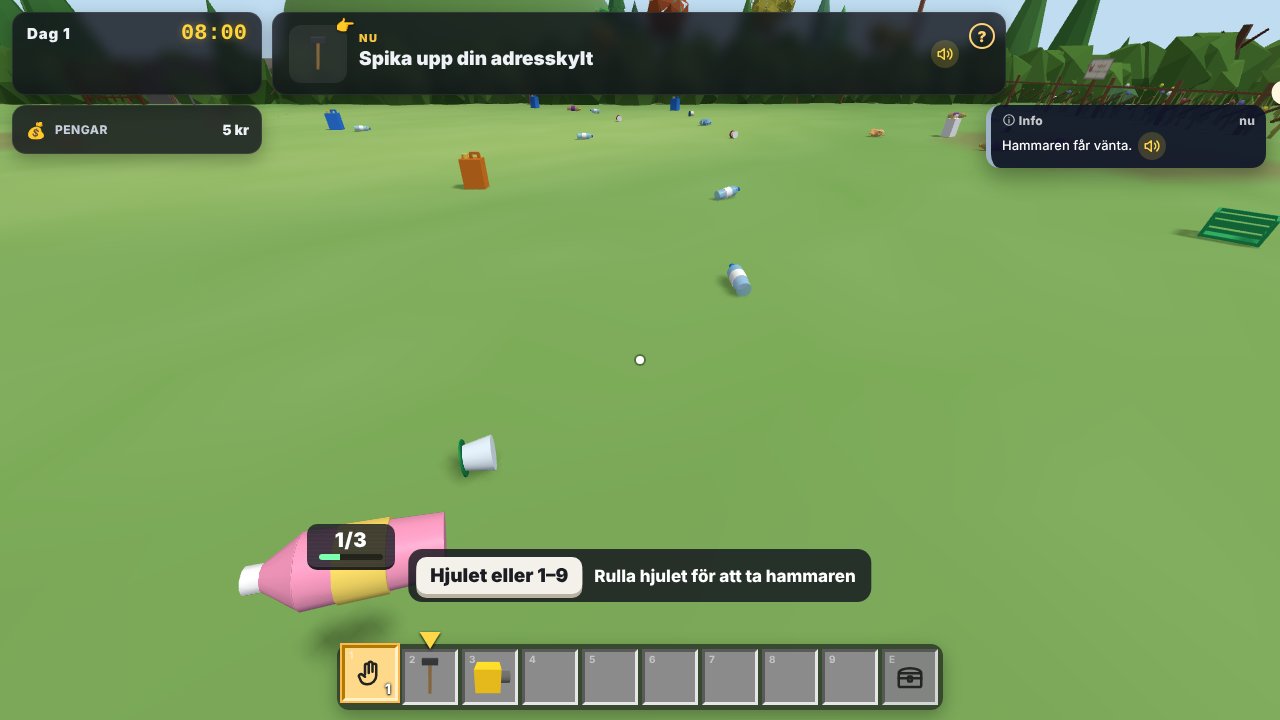 Dag 1
08:00
NU
Spika upp din adresskylt
?
PENGAR
5 kr
Info
nu
Hammaren får vänta.
1/3
Hjulet eller 1–9
Rulla hjulet för att ta hammaren
1
1
2
3
4
5
6
7
8
9
E